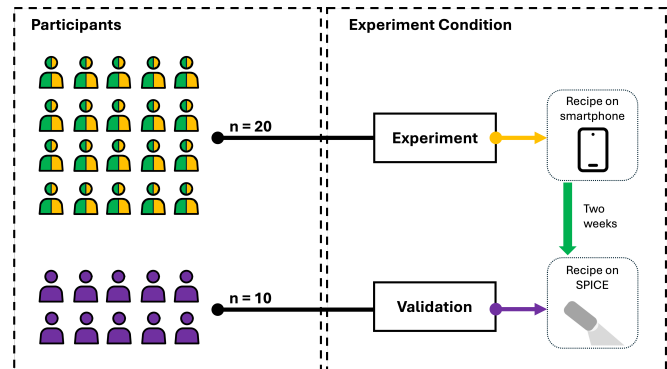 Participants
Experiment Condition
n = 20
Experiment
Recipe on
smartphone
Two
weeks
n = 10
Validation
Recipe on
SPICE